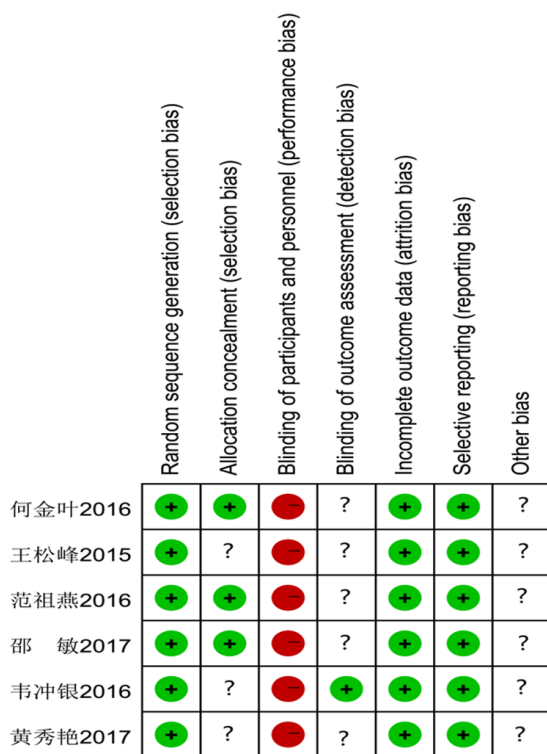 Random sequence generation (selection bias)
Allocation concealment (selection bias)
Blinding of participants and personnel (performance bias)
Blinding of outcome assessment (detection bias)
Incomplete outcome data (attrition bias)
Selective reporting (reporting bias)
Other bias
何金叶2016 + + - ? + + ?
王松峰2015 + ? - ? + + ?
范祖燕2016 + + - ? + + ?
邵 敏2017 + + - ? + + ?
韦冲银2016 + ? - + + + ?
黄秀艳2017 + ? - ? + + ?